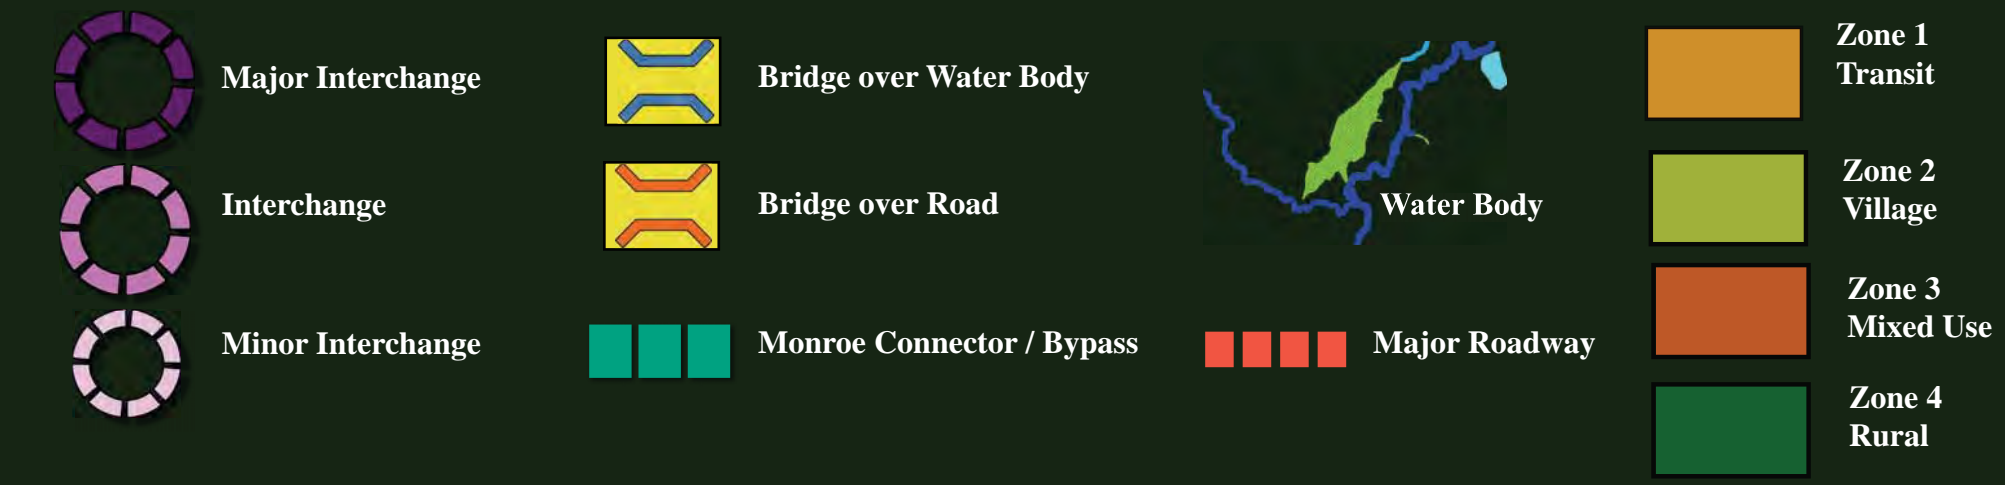 Major Interchange
Interchange
Minor Interchange
Bridge over Water Body
Bridge over Road
Monroe Connector / Bypass
Water Body
Major Roadway
Zone 1
Transit
Zone 2
Village
Zone 3
Mixed Use
Zone 4
Rural